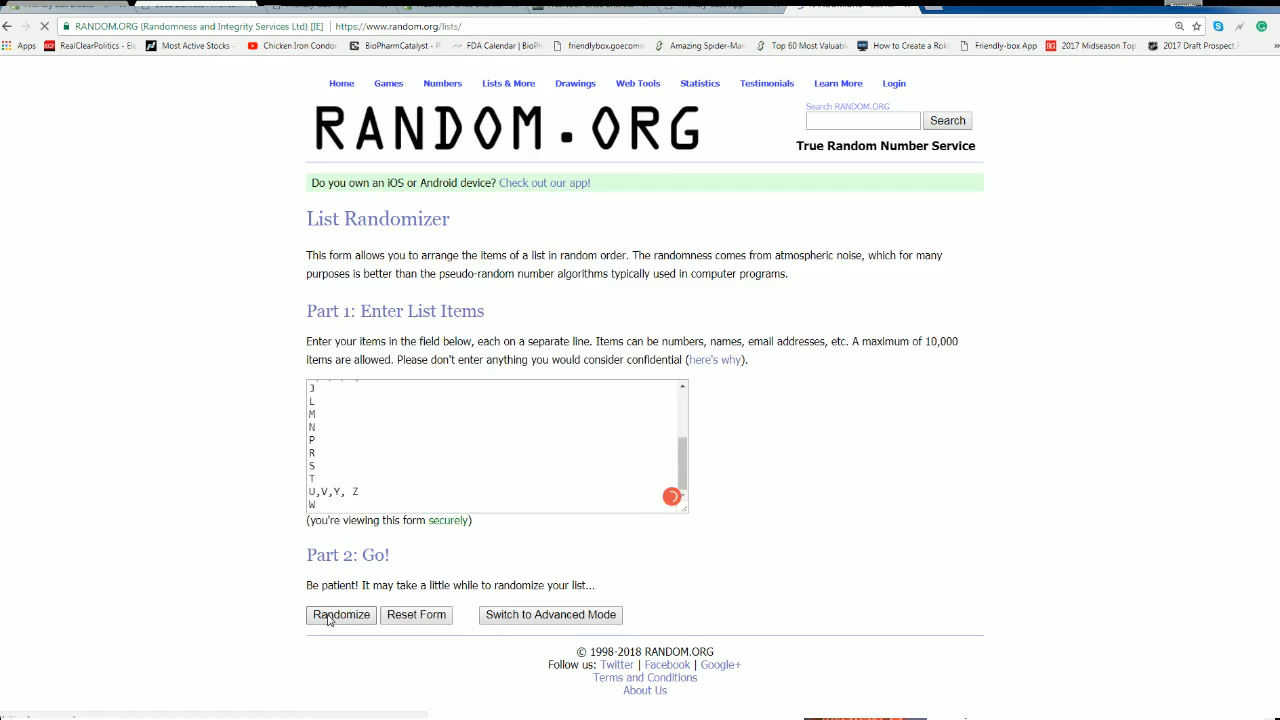 RANDOM.ORG (Randomness and Integrity Services Ltd) [IE] https://www.random.org/lists/
Apps RealClearPolitics - Ele Most Active Stocks - Chicken Iron Condor BioPharmCatalyst - P FDA Calendar | BioPh friendlybox.goecomm Amazing Spider-Man Top 60 Most Valuabl How to Create a Rok Friendly-box App 2017 Midseason Top 2017 Draft Prospect F
Home Games Numbers Lists & More Drawings Web Tools Statistics Testimonials Learn More Login
RANDOM.ORG
Search RANDOM.ORG
Search
True Random Number Service
Do you own an iOS or Android device? Check out our app!
List Randomizer
This form allows you to arrange the items of a list in random order. The randomness comes from atmospheric noise, which for many
purposes is better than the pseudo-random number algorithms typically used in computer programs.
Part 1: Enter List Items
Enter your items in the field below, each on a separate line. Items can be numbers, names, email addresses, etc. A maximum of 10,000
items are allowed. Please don't enter anything you would consider confidential (here's why).
J
L
M
N
P
R
S
T
U,V,Y, Z
W
(you're viewing this form securely)
Part 2: Go!
Be patient! It may take a little while to randomize your list...
Randomize Reset Form Switch to Advanced Mode
© 1998-2018 RANDOM.ORG
Follow us: Twitter | Facebook | Google+
Terms and Conditions
About Us